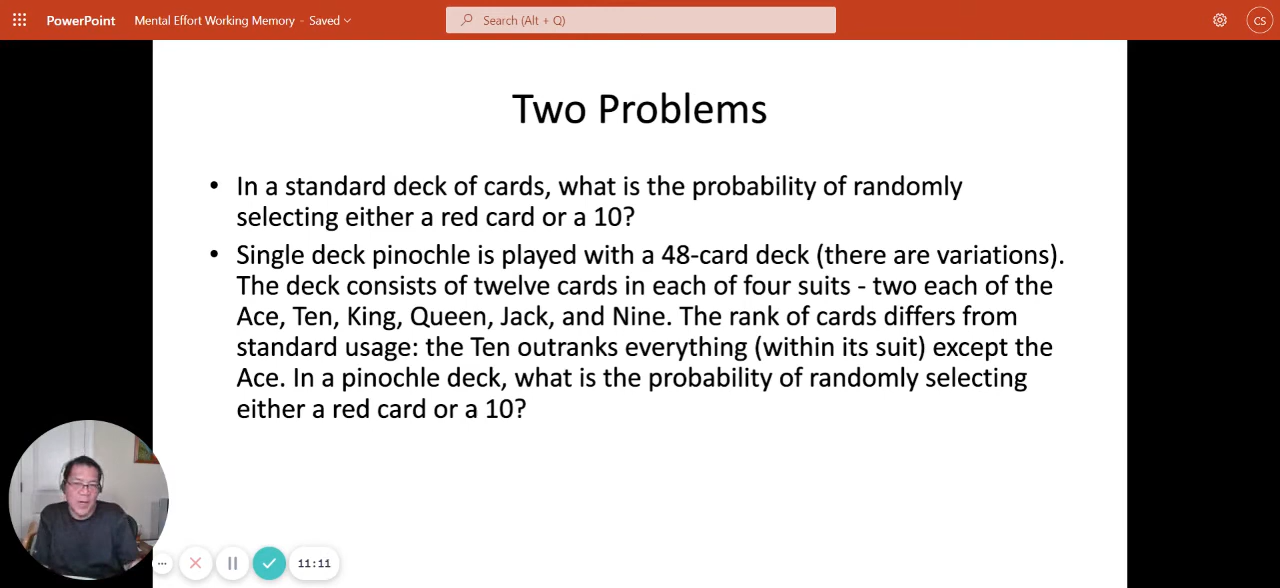 PowerPoint Mental Effort Working Memory - Saved Search (Alt + Q) CS
Two Problems
• In a standard deck of cards, what is the probability of randomly
selecting either a red card or a 10?
• Single deck pinochle is played with a 48-card deck (there are variations).
The deck consists of twelve cards in each of four suits - two each of the
Ace, Ten, King, Queen, Jack, and Nine. The rank of cards differs from
standard usage: the Ten outranks everything (within its suit) except the
Ace. In a pinochle deck, what is the probability of randomly selecting
either a red card or a 10?
11:11